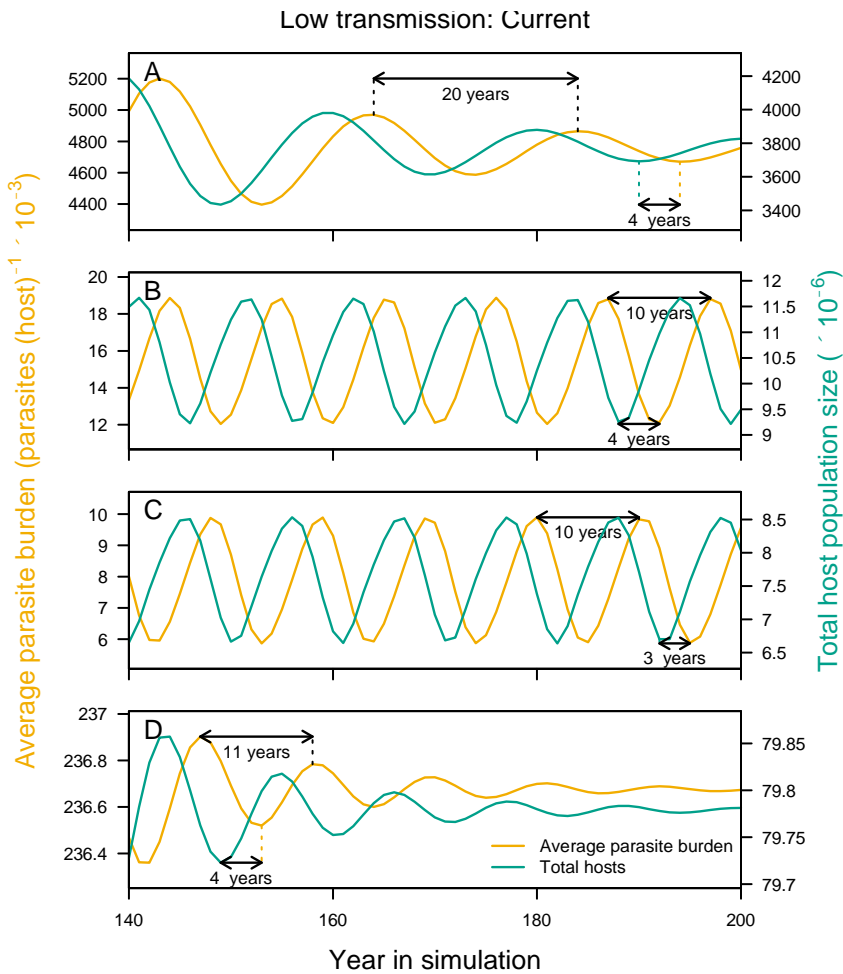 Low transmission: Current
Average parasite burden (parasites (host)⁻¹ ´ 10⁻³)
Total host population size ( ´ 10⁻⁶)
A
5200
5000
4800
4600
4400
20 years
4 years
4200
4000
3800
3600
3400
B
20
18
16
14
12
10 years
4 years
12
11.5
11
10.5
10
9.5
9
C
10
9
8
7
6
10 years
3 years
8.5
8
7.5
7
6.5
D
237
236.8
236.6
236.4
11 years
4 years
Average parasite burden
Total hosts
79.85
79.8
79.75
79.7
140 160 180 200
Year in simulation